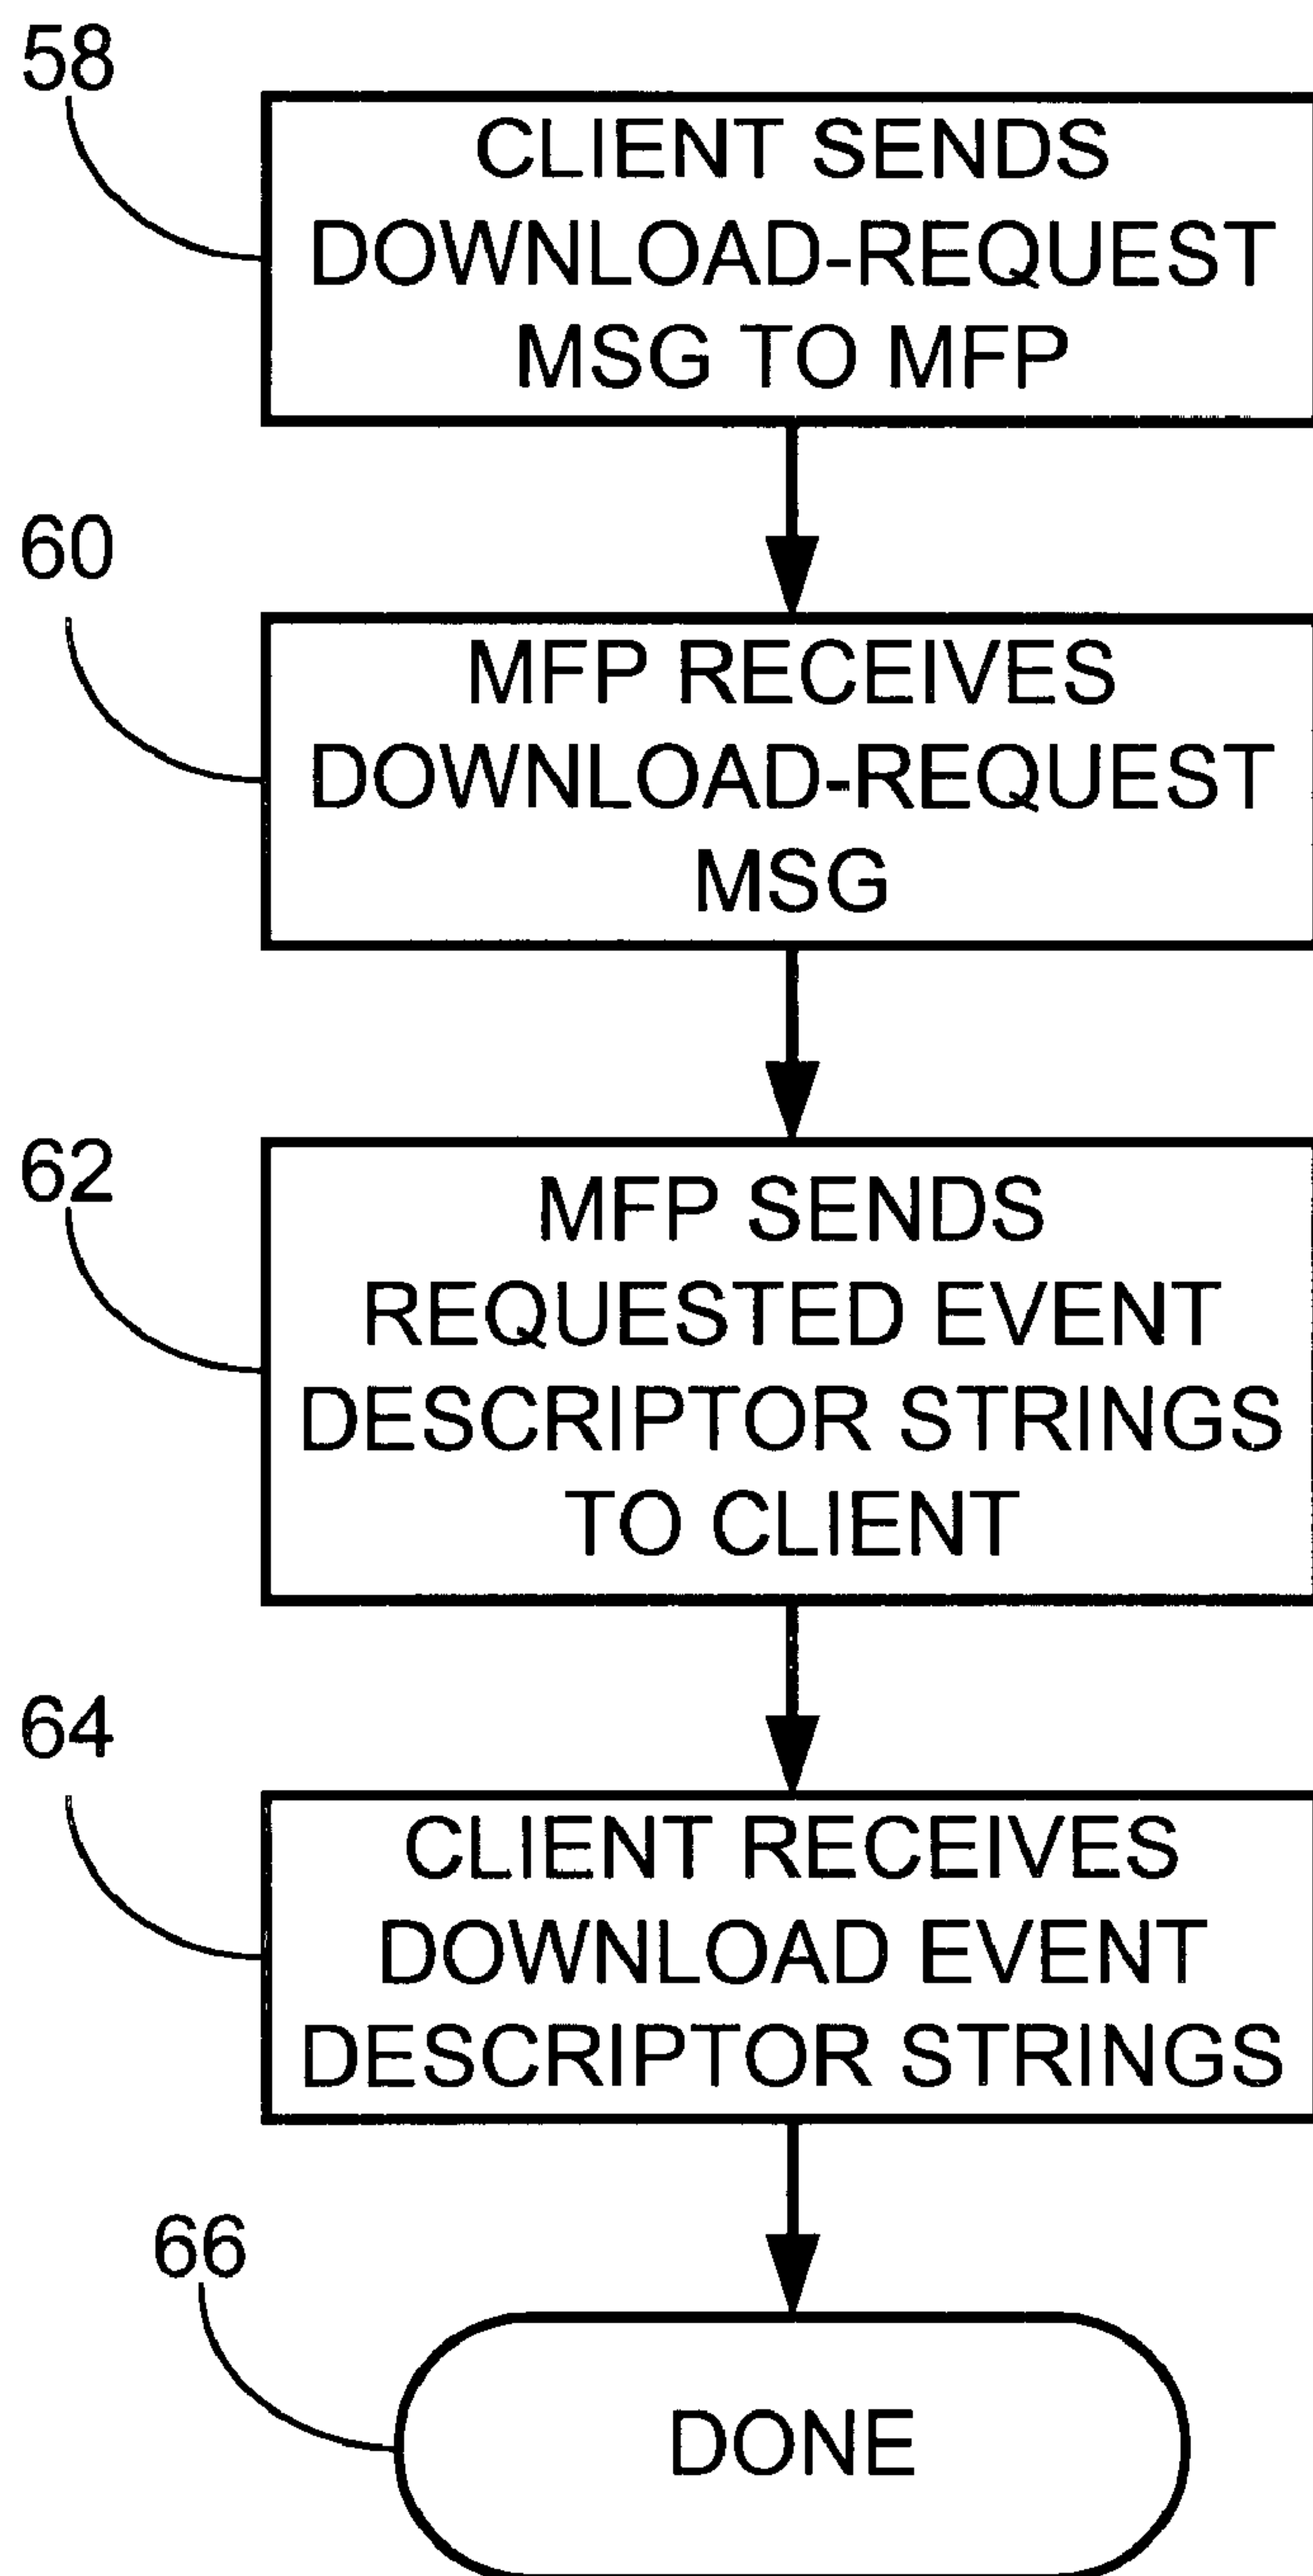 58
CLIENT SENDS
DOWNLOAD-REQUEST
MSG TO MFP
60
MFP RECEIVES
DOWNLOAD-REQUEST
MSG
62
MFP SENDS
REQUESTED EVENT
DESCRIPTOR STRINGS
TO CLIENT
64
CLIENT RECEIVES
DOWNLOAD EVENT
DESCRIPTOR STRINGS
66
DONE